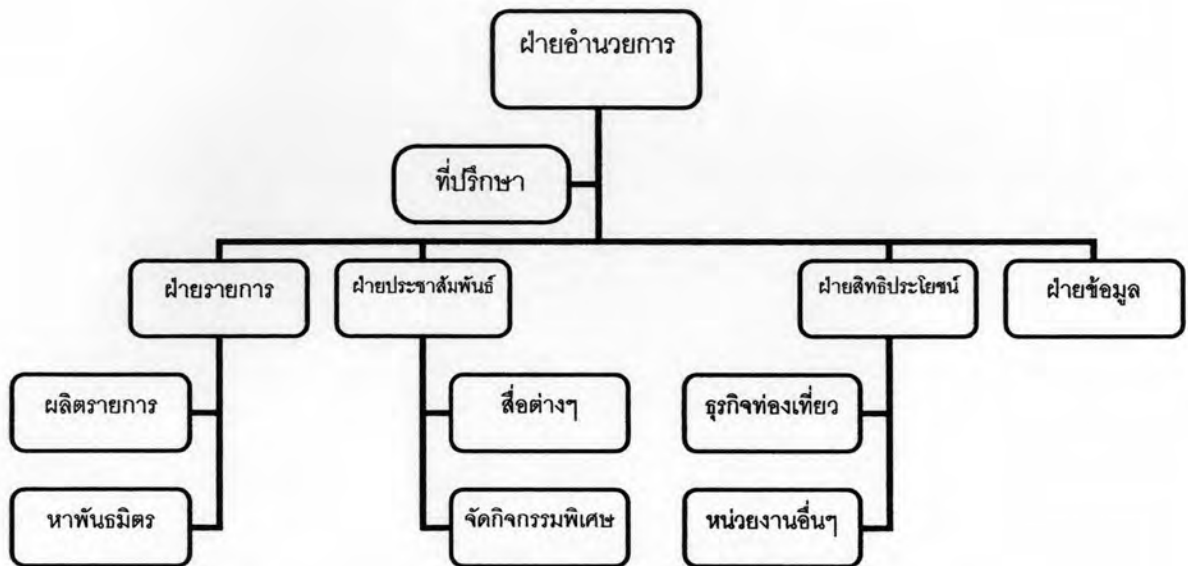 ฝ่ายอำนวยการ
ที่ปรึกษา
ฝ่ายรายการ
ฝ่ายประชาสัมพันธ์
ฝ่ายสิทธิประโยชน์
ฝ่ายข้อมูล
ผลิตรายการ
สื่อต่างๆ
ธุรกิจท่องเที่ยว
หาพันธมิตร
จัดกิจกรรมพิเศษ
หน่วยงานอื่นๆ